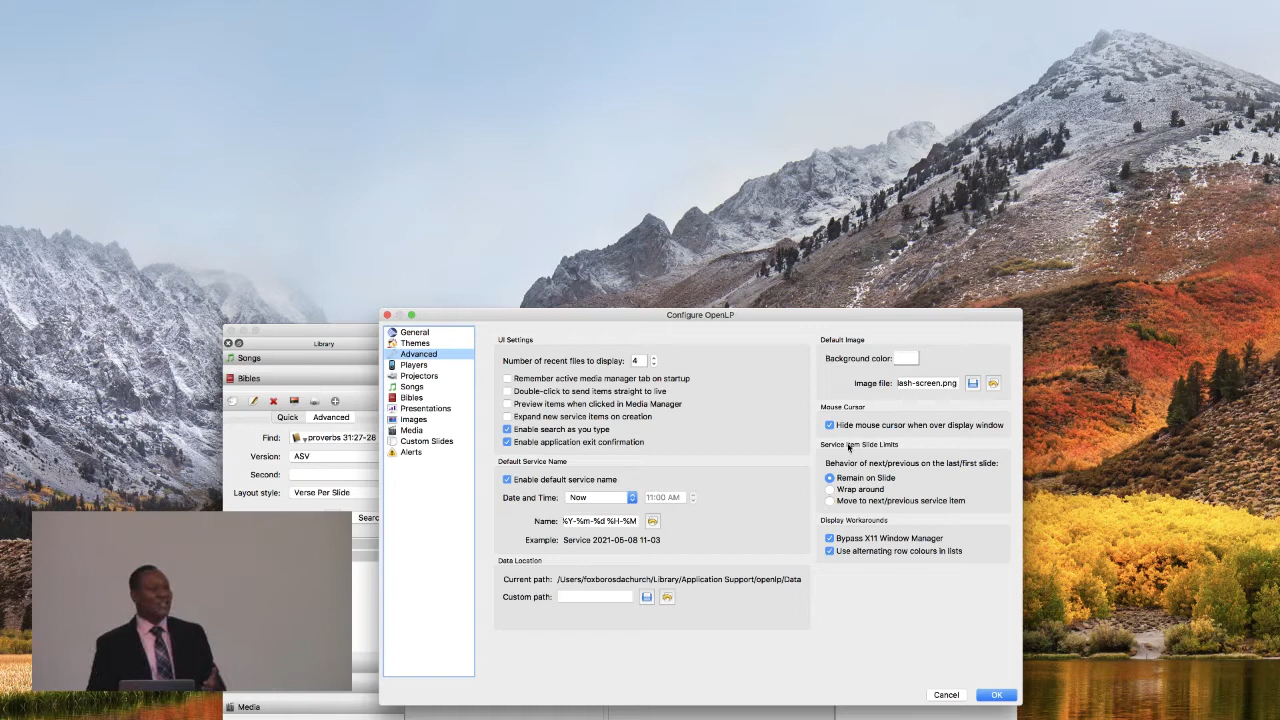 Configure OpenLP
Library
Songs
Bibles
Quick
Advanced
Find:
proverbs 31:27-28
Version:
ASV
Second:
Layout style:
Verse Per Slide
Media
General
Themes
Advanced
Players
Projectors
Songs
Bibles
Presentations
Images
Media
Custom Slides
Alerts
UI Settings
Number of recent files to display:
4
Remember active media manager tab on startup
Double-click to send items straight to live
Preview items when clicked in Media Manager
Expand new service items on creation
Enable search as you type
Enable application exit confirmation
Default Service Name
Enable default service name
Date and Time:
Now
11:00 AM
Name:
%Y-%m-%d %H-%M
Example:
Service 2021-06-08 11-03
Data Location
Current path:
/Users/foxborosdachurch/Library/Application Support/openlp/Data
Custom path:
Default Image
Background color:
Image file:
lash-screen.png
Mouse Cursor
Hide mouse cursor when over display window
Service Item Slide Limits
Behavior of next/previous on the last/first slide:
Remain on Slide
Wrap around
Move to next/previous service item
Display Workarounds
Bypass X11 Window Manager
Use alternating row colours in lists
Cancel
OK